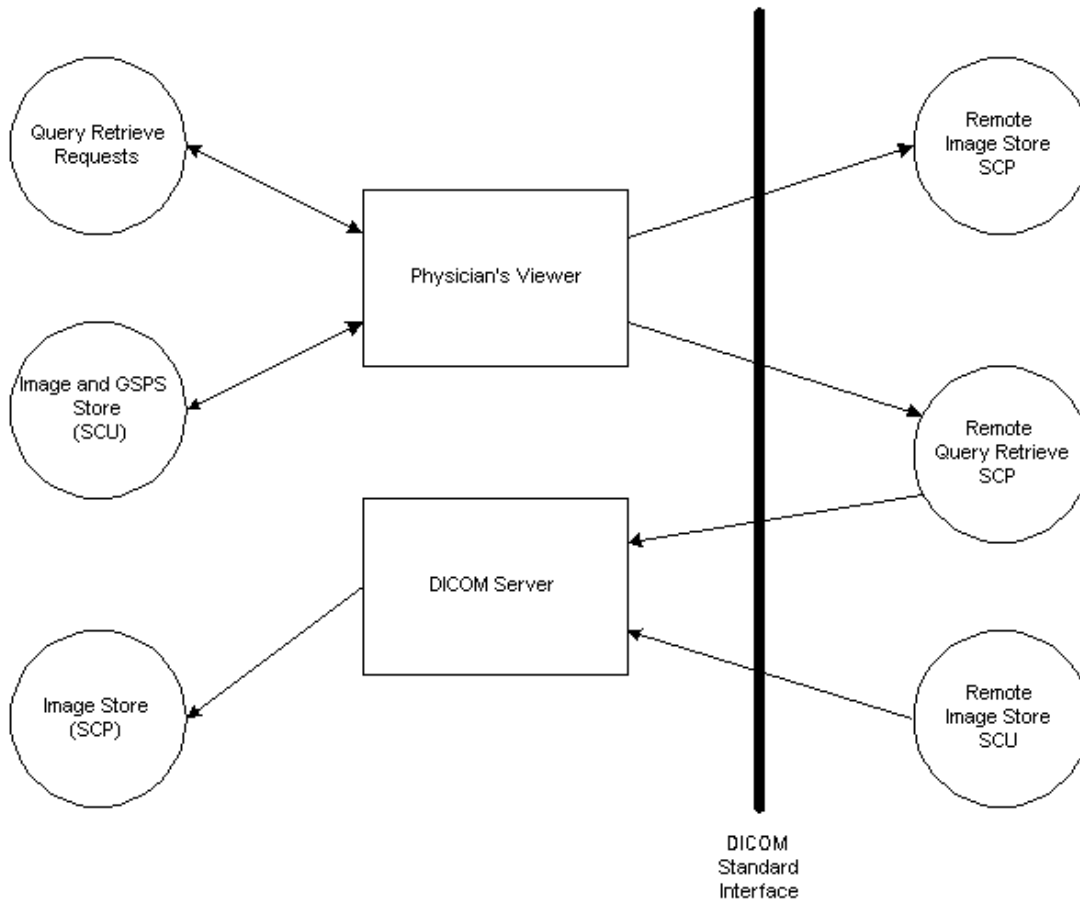 Query Retrieve
Requests
Remote
Image Store
SCP
Physician's Viewer
Image and GSPS
Store
(SCU)
Remote
Query Retrieve
SCP
DICOM Server
Image Store
(SCP)
Remote
Image Store
SCU
DICOM
Standard
Interface